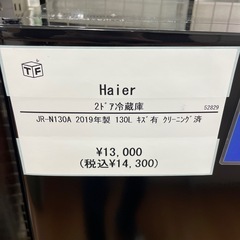 TF
Haier
2ﾄﾞｱ冷蔵庫
52829
JR-N130A 2019年製 130L ｷｽﾞ有 ｸﾘｰﾆﾝｸﾞ済
¥13,000
(税込¥14,300)